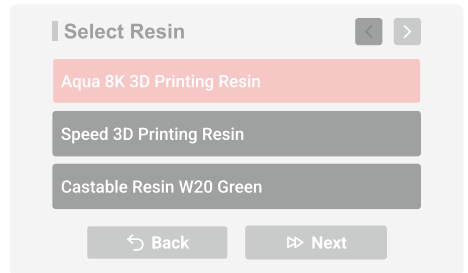 Select Resin
Aqua 8K 3D Printing Resin
Speed 3D Printing Resin
Castable Resin W20 Green
Back
Next